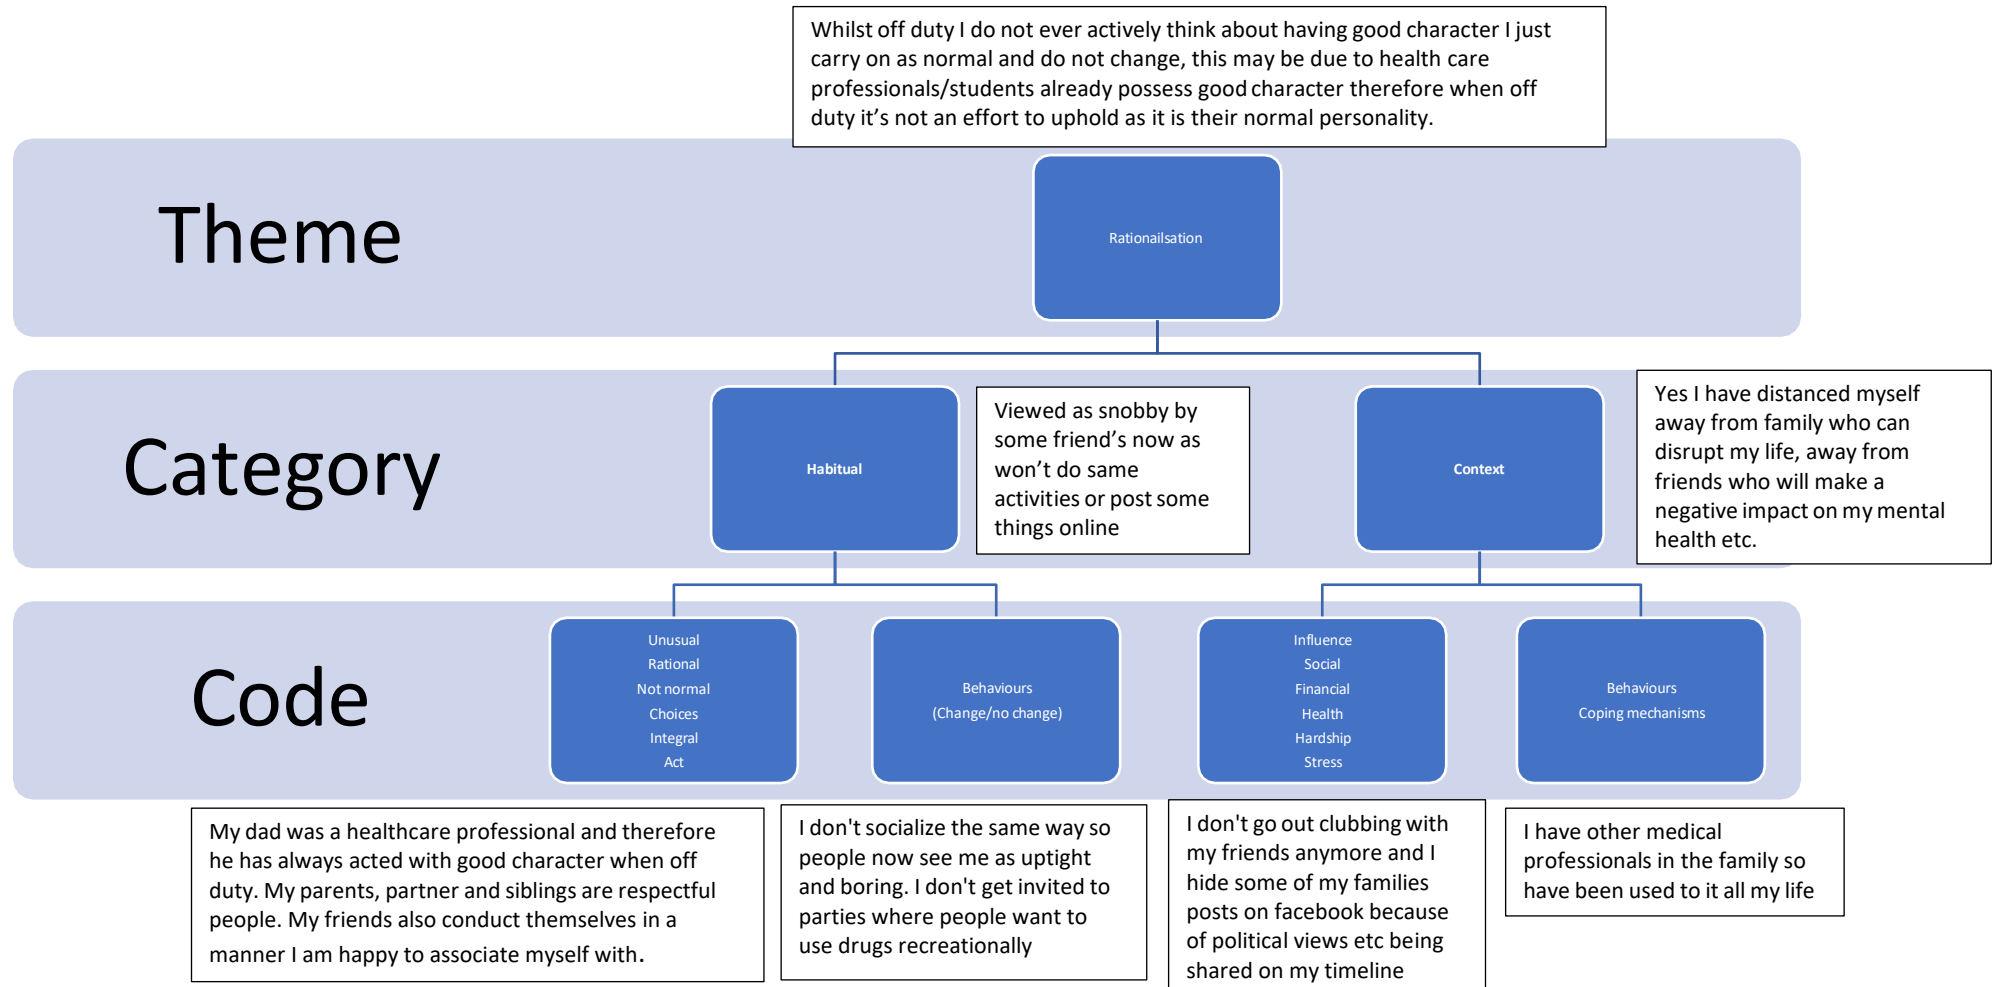 Whilst off duty I do not ever actively think about having good character I just
carry on as normal and do not change, this may be due to health care
professionals/students already possess good character therefore when off
duty it’s not an effort to uphold as it is their normal personality.
Theme
Rationailsation
Category
Habitual
Viewed as snobby by
some friend’s now as
won’t do same
activities or post some
things online
Context
Yes I have distanced myself
away from family who can
disrupt my life, away from
friends who will make a
negative impact on my mental
health etc.
Code
Unusual
Rational
Not normal
Choices
Integral
Act
Behaviours
(Change/no change)
Influence
Social
Financial
Health
Hardship
Stress
Behaviours
Coping mechanisms
My dad was a healthcare professional and therefore
he has always acted with good character when off
duty. My parents, partner and siblings are respectful
people. My friends also conduct themselves in a
manner I am happy to associate myself with.
I don't socialize the same way so
people now see me as uptight
and boring. I don't get invited to
parties where people want to
use drugs recreationally
I don't go out clubbing with
my friends anymore and I
hide some of my families
posts on facebook because
of political views etc being
shared on my timeline
I have other medical
professionals in the family so
have been used to it all my life